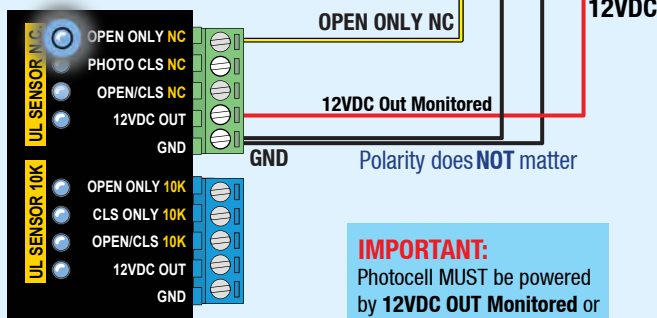 OPEN ONLY NC
12VDC
UL SENSOR N.C.
OPEN ONLY NC
PHOTO CLS NC
OPEN/CLS NC
12VDC OUT
GND
12VDC Out Monitored
GND
Polarity does NOT matter
UL SENSOR 10K
OPEN ONLY 10K
CLS ONLY 10K
OPEN/CLS 10K
12VDC OUT
GND
IMPORTANT:
Photocell MUST be powered
by 12VDC OUT Monitored or